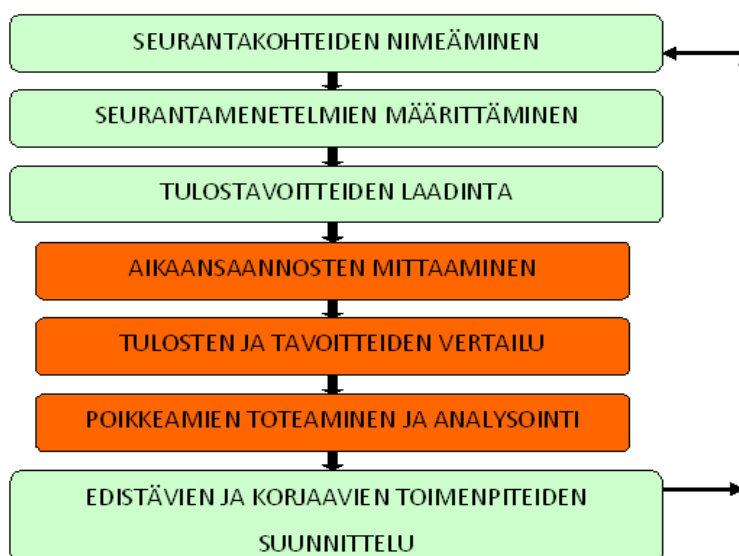 SEURANTAKOHTEIDEN NIMEÄMINEN
SEURANTAMENETELMIEN MÄÄRITTÄMINEN
TULOSTAVOITTEIDEN LAADINTA
AIKAANSAANNOSTEN MITTAAMINEN
TULOSTEN JA TAVOITTEIDEN VERTAILU
POIKKEAMIEN TOTEAMINEN JA ANALYSOINTI
EDISTÄVIEN JA KORJAAVIEN TOIMENPITEIDEN
SUUNNITTELU